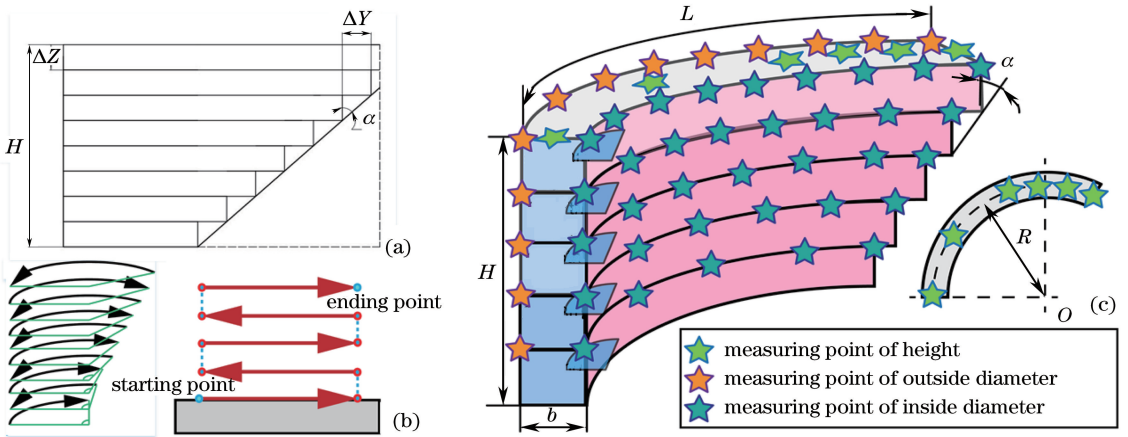 ΔY
ΔZ
H
α
(a)
ending point
starting point
(b)
L
α
H
b
R
O
(c)
measuring point of height
measuring point of outside diameter
measuring point of inside diameter